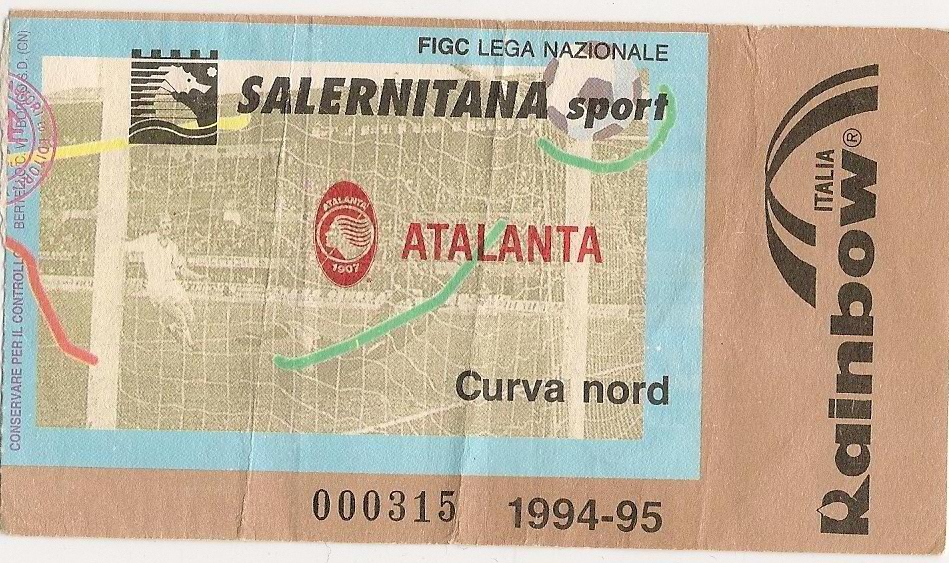 FIGC LEGA NAZIONALE
SALERNITANA sport
ATALANTA
1907
ATALANTA
Curva nord
000315
1994-95
CONSERVARE PER IL CONTROLLO
Rainbow®
ITALIA